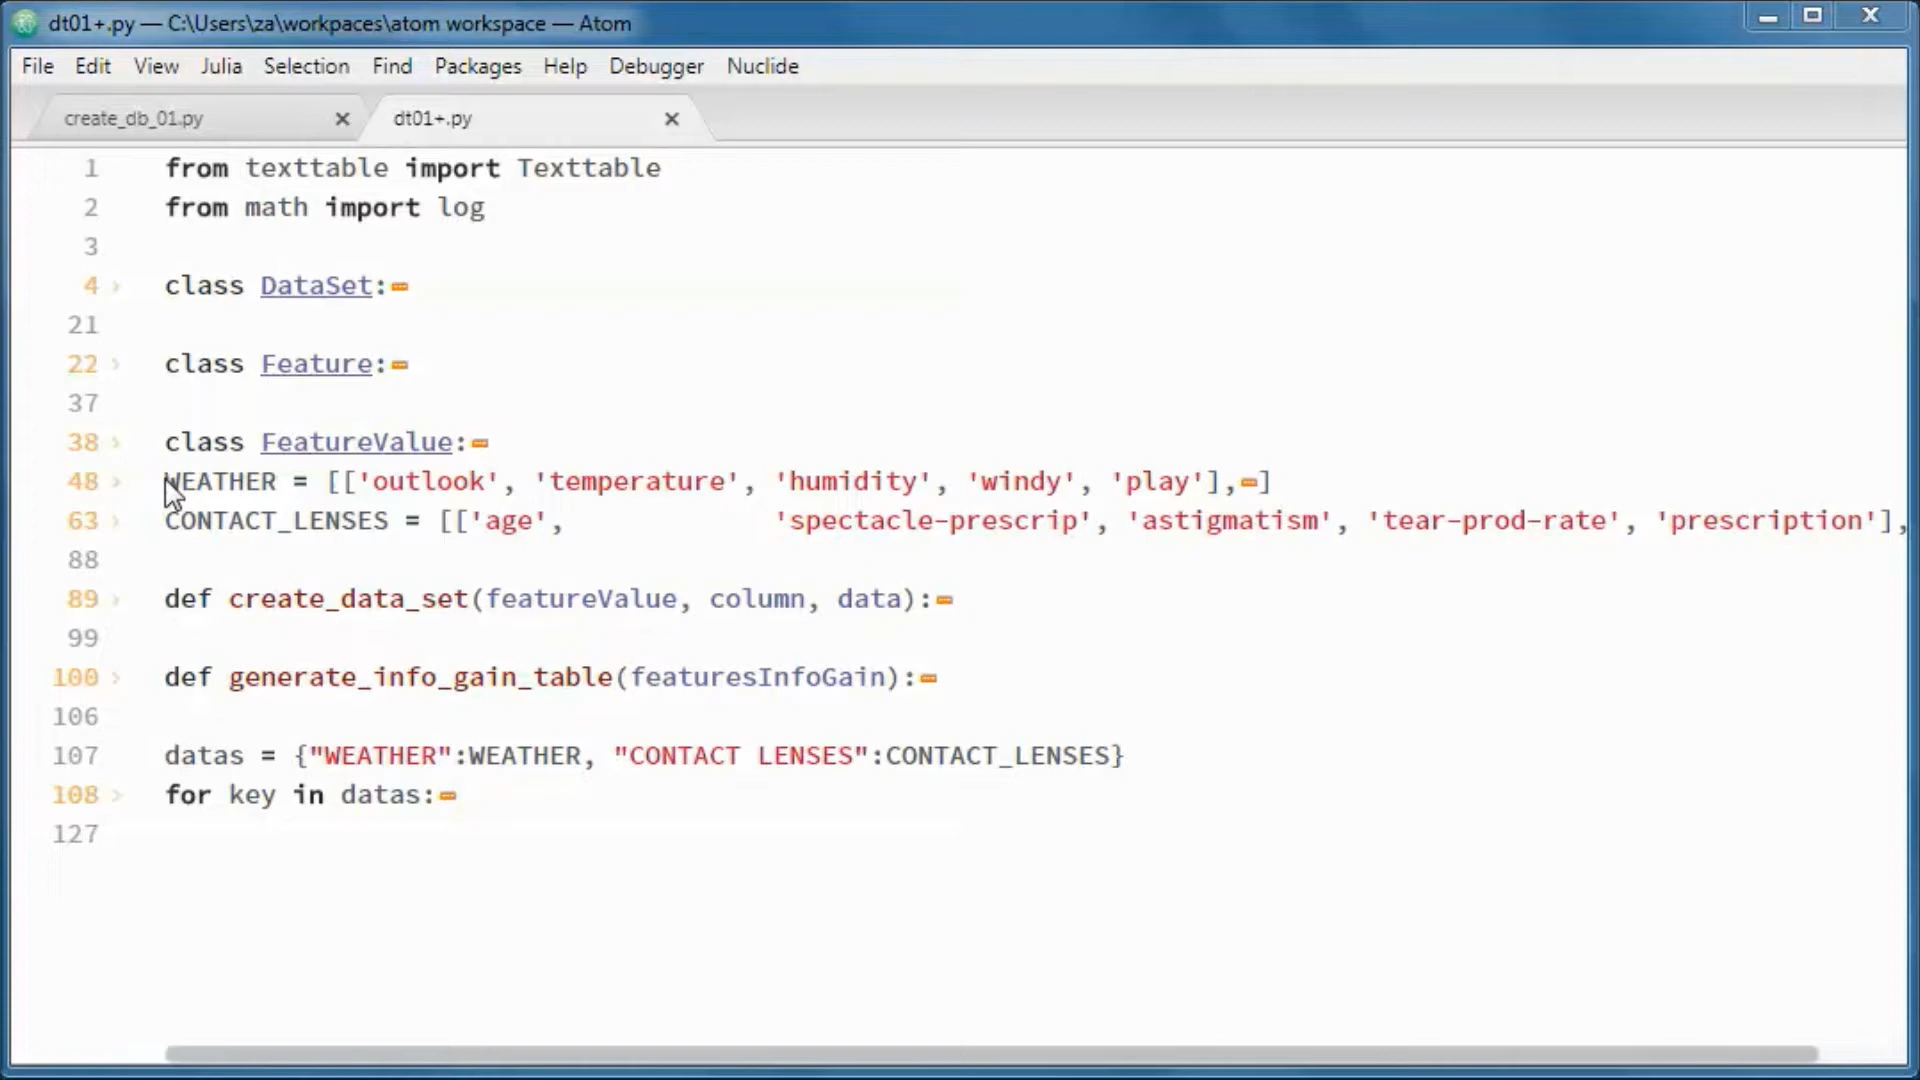 dt01+.py — C:\Users\za\workpaces\atom workspace — Atom
File Edit View Julia Selection Find Packages Help Debugger Nuclide
create_db_01.py dt01+.py
1 from texttable import Texttable
2 from math import log
3
4 class DataSet:
21
22 class Feature:
37
38 class FeatureValue:
48 WEATHER = [['outlook', 'temperature', 'humidity', 'windy', 'play'],]
63 CONTACT_LENSES = [['age', 'spectacle-prescrip', 'astigmatism', 'tear-prod-rate', 'prescription'],
88
89 def create_data_set(featureValue, column, data):
99
100 def generate_info_gain_table(featuresInfoGain):
106
107 datas = {"WEATHER":WEATHER, "CONTACT LENSES":CONTACT_LENSES}
108 for key in datas:
127